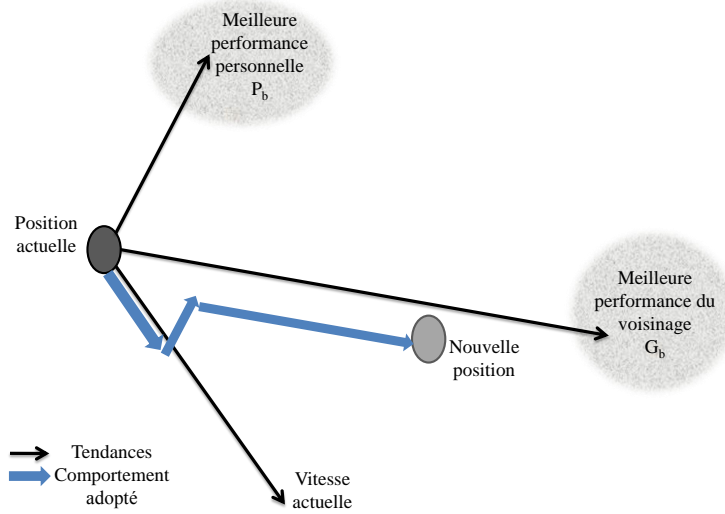 Meilleure
performance
personnelle
P_b
Position
actuelle
Meilleure
performance du
voisinage
G_b
Nouvelle
position
Tendances
Comportement
adopté
Vitesse
actuelle